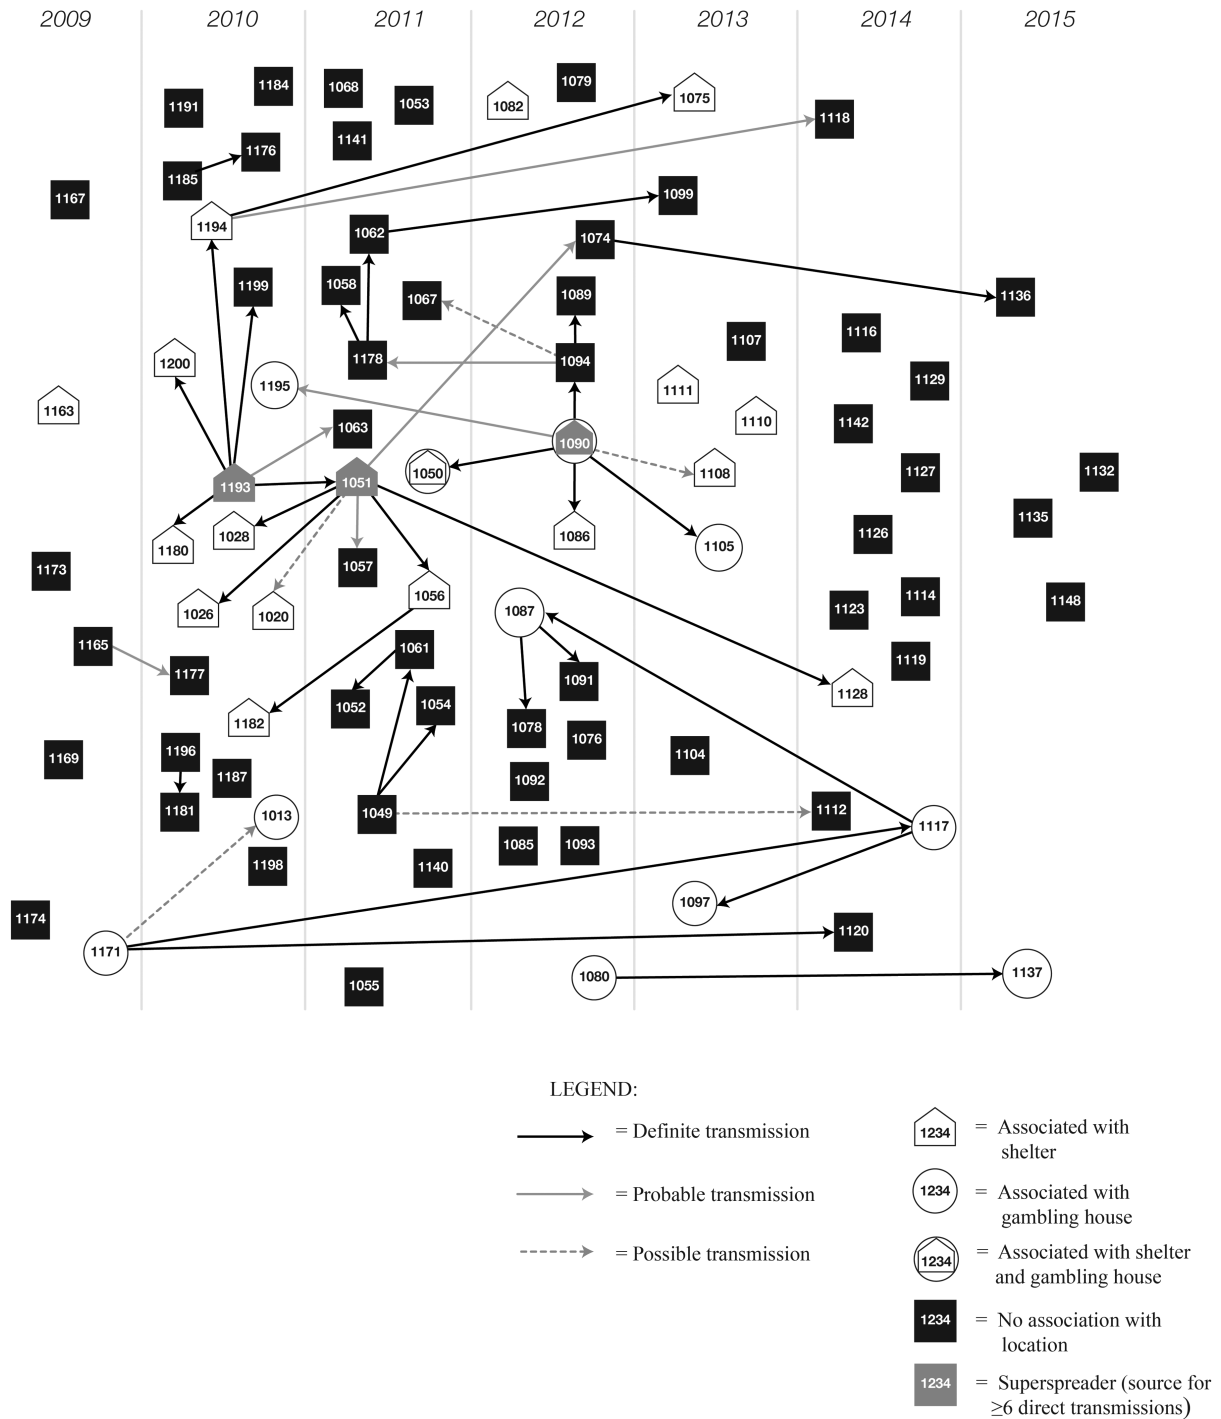 2009 2010 2011 2012 2013 2014 2015
1184 1068 1079
1191 1053 1082 1075
1118
1176 1141
1185
1167 1099
1194 1062 1074
1199 1058 1067 1089 1136
1116
1107
1200 1178 1094
1195 1111 1129
1163 1110 1142
1063 1090
1050 1108 1127 1132
1193 1051
1180 1028 1086 1105 1126 1135
1173 1057
1026 1020 1056 1087 1123 1114 1148
1165 1061
1177 1091 1119
1182 1052 1054 1128
1078 1076
1169 1196 1187 1092 1104
1181 1013 1049 1112 1117
1198 1140 1085 1093
1174 1097
1171 1120
1055 1080 1137
LEGEND:
= Definite transmission
= Probable transmission
= Possible transmission
1234 = Associated with
shelter
1234 = Associated with
gambling house
1234 = Associated with shelter
and gambling house
1234 = No association with
location
1234 = Superspreader (source for
≥6 direct transmissions)